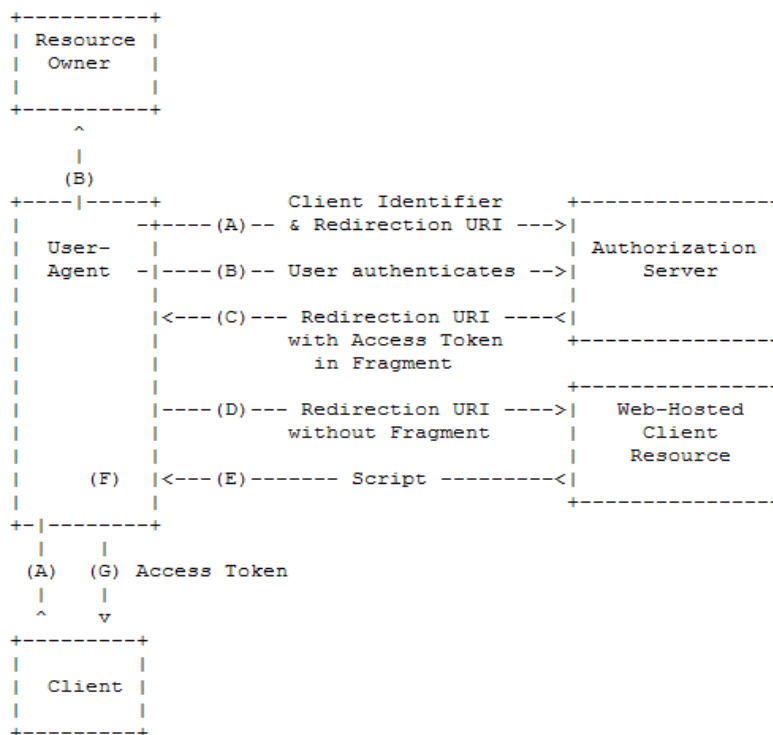 +----------+
| Resource |
|  Owner   |
|          |
+----------+
     ^
     |
    (B)
+----|-----+          Client Identifier     +---------------
|         -+----(A)-- & Redirection URI --->|
|  User-   |                                | Authorization
|  Agent  -|----(B)-- User authenticates -->|     Server
|          |                                |
|          |<---(C)--- Redirection URI ----<|
|          |          with Access Token     +---------------
|          |            in Fragment
|          |                                +---------------
|          |----(D)--- Redirection URI ---->|   Web-Hosted
|          |          without Fragment      |     Client
|          |                                |    Resource
|     (F)  |<---(E)------- Script ---------<|
|          |                                +---------------
+-|--------+
  |    |
 (A)  (G) Access Token
  |    |
  ^    v
+---------+
|         |
|  Client |
|         |
+---------+